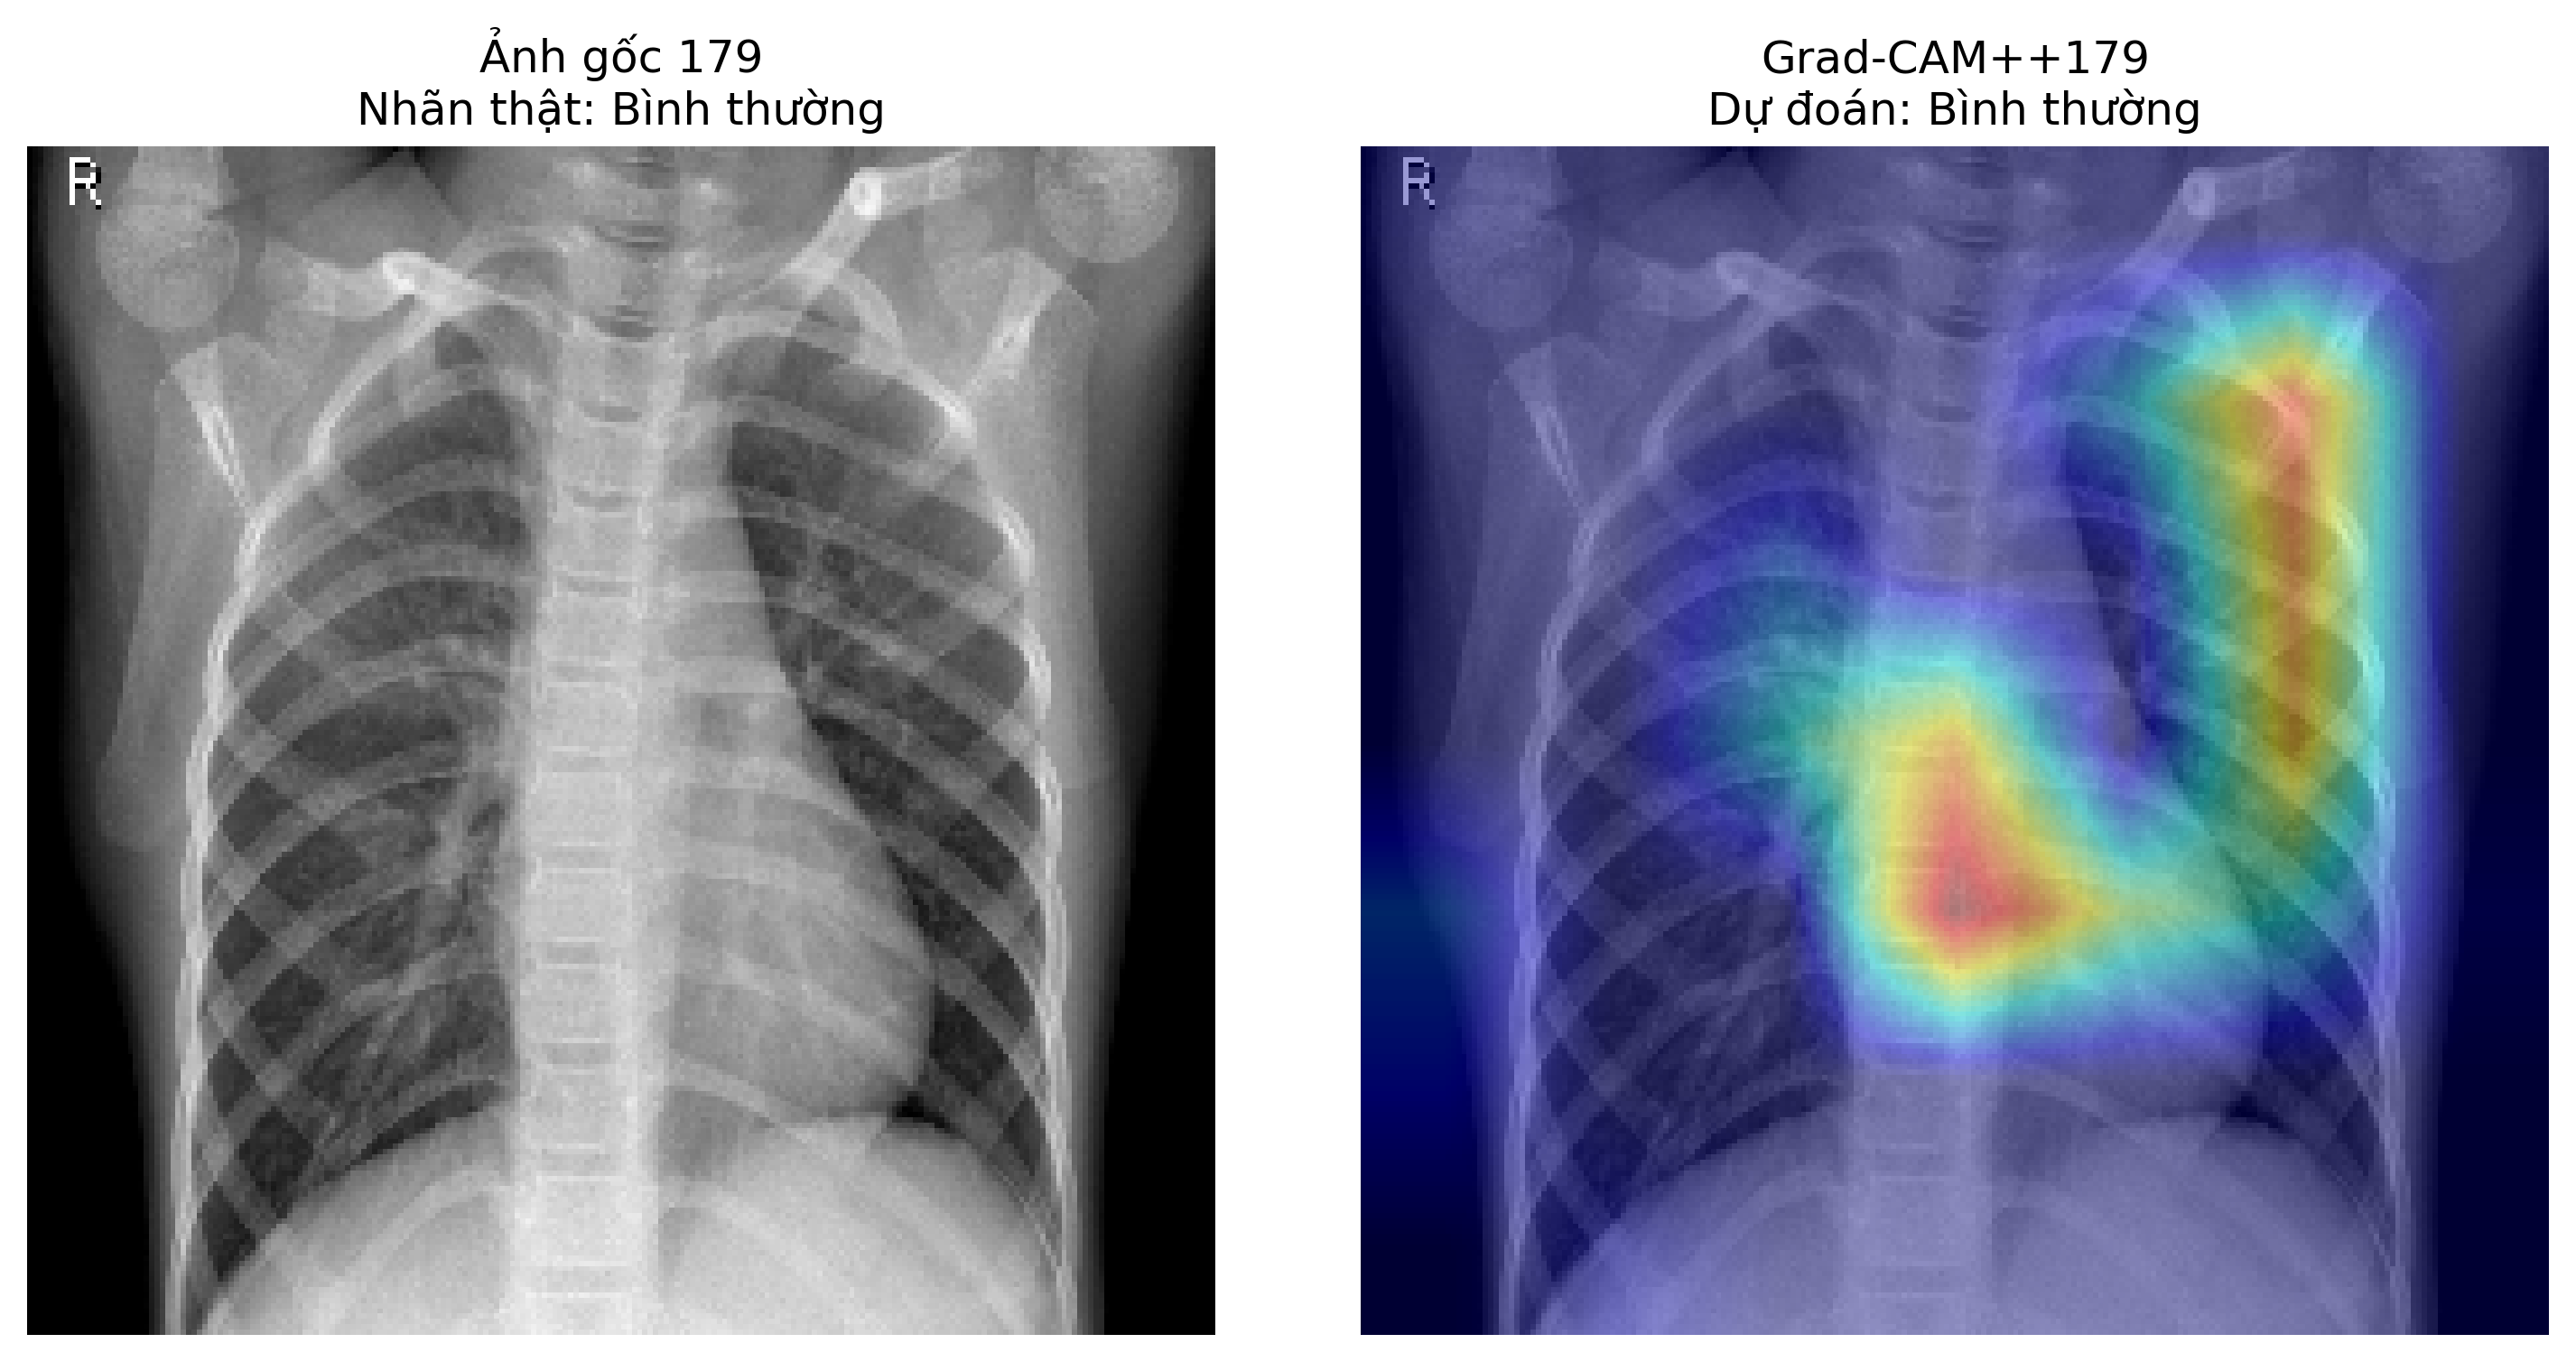 Ảnh gốc 179
Nhãn thật: Bình thường
Grad-CAM++179
Dự đoán: Bình thường
R
R